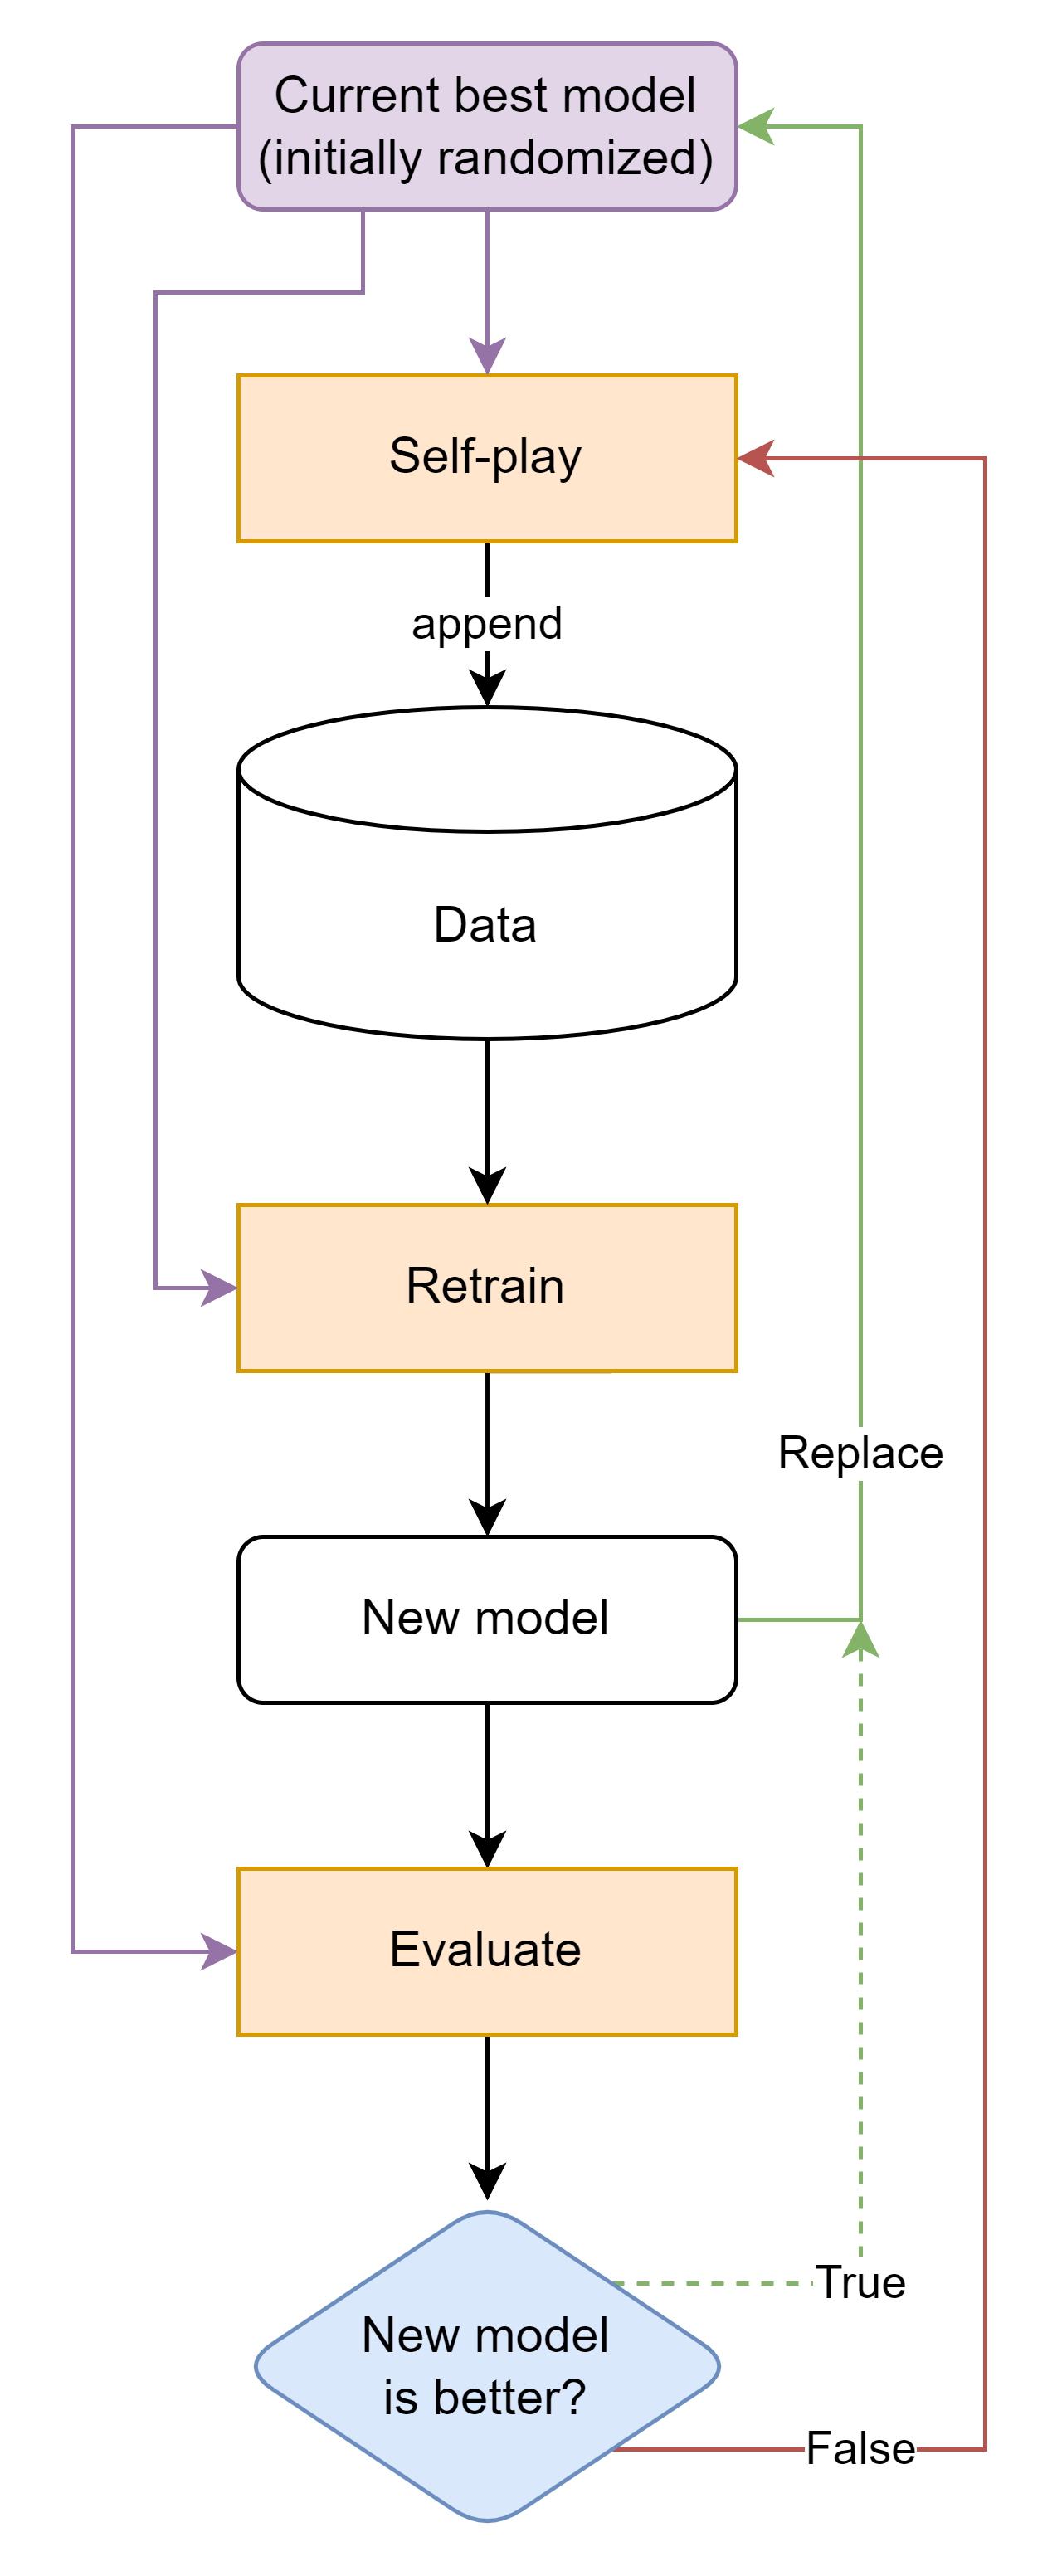 Current best model
(initially randomized)
Self-play
append
Data
Retrain
Replace
New model
Evaluate
True
New model
is better?
False